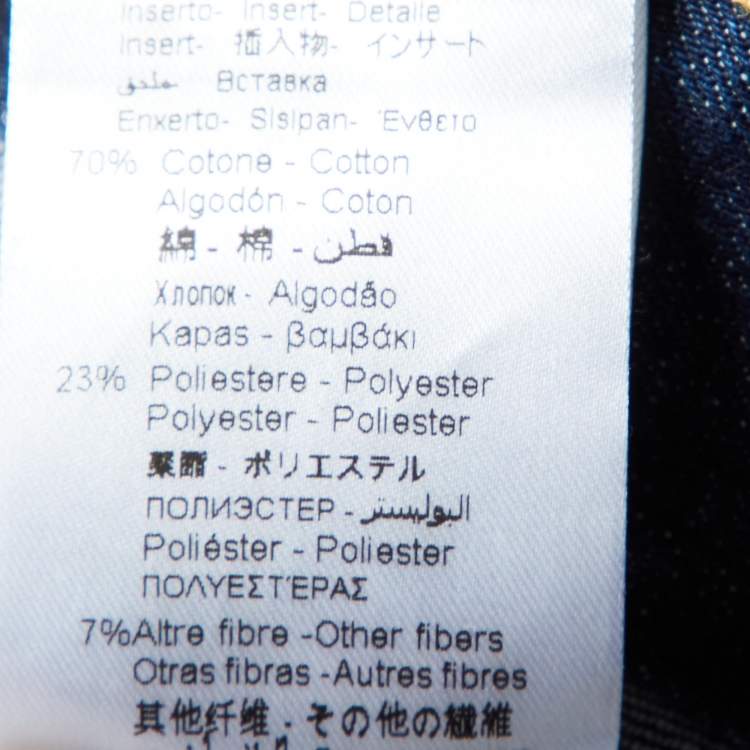 Inserto- Insert- Detalle
Insert- 插入物- インサート
ملحق Вставка
Enxerto- Sisipan- Ένθετο
70% Cotone - Cotton
Algodón - Coton
綿 - 棉 - قطن
Хлопок - Algodão
Kapas - βαμβάκι
23% Poliestere - Polyester
Polyester - Poliester
聚酯 - ポリエステル
ПОЛИЭСТЕР - البوليستر
Poliéster - Poliester
ΠΟΛΥΕΣΤΈΡΑΣ
7%Altre fibre -Other fibers
Otras fibras -Autres fibres
其他纤维 - その他の繊維